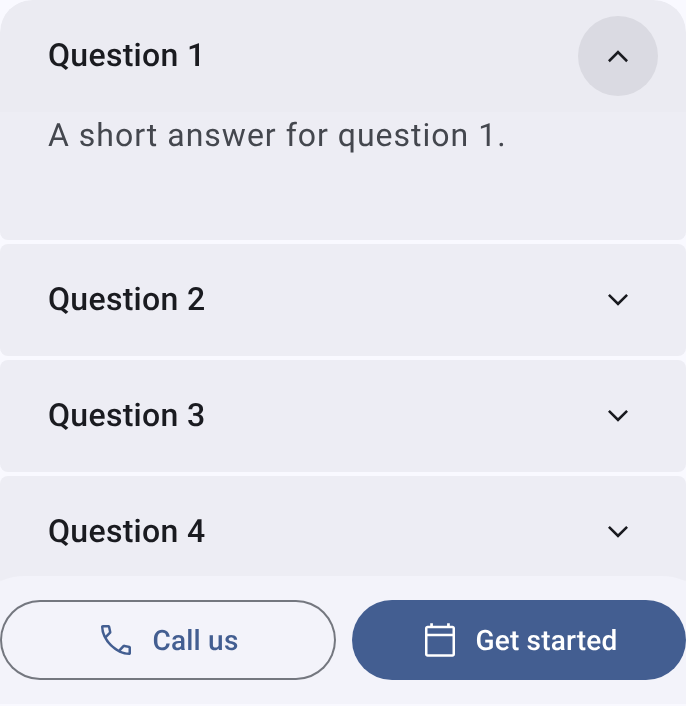 Question 1
A short answer for question 1.
Question 2
Question 3
Question 4
Call us
Get started